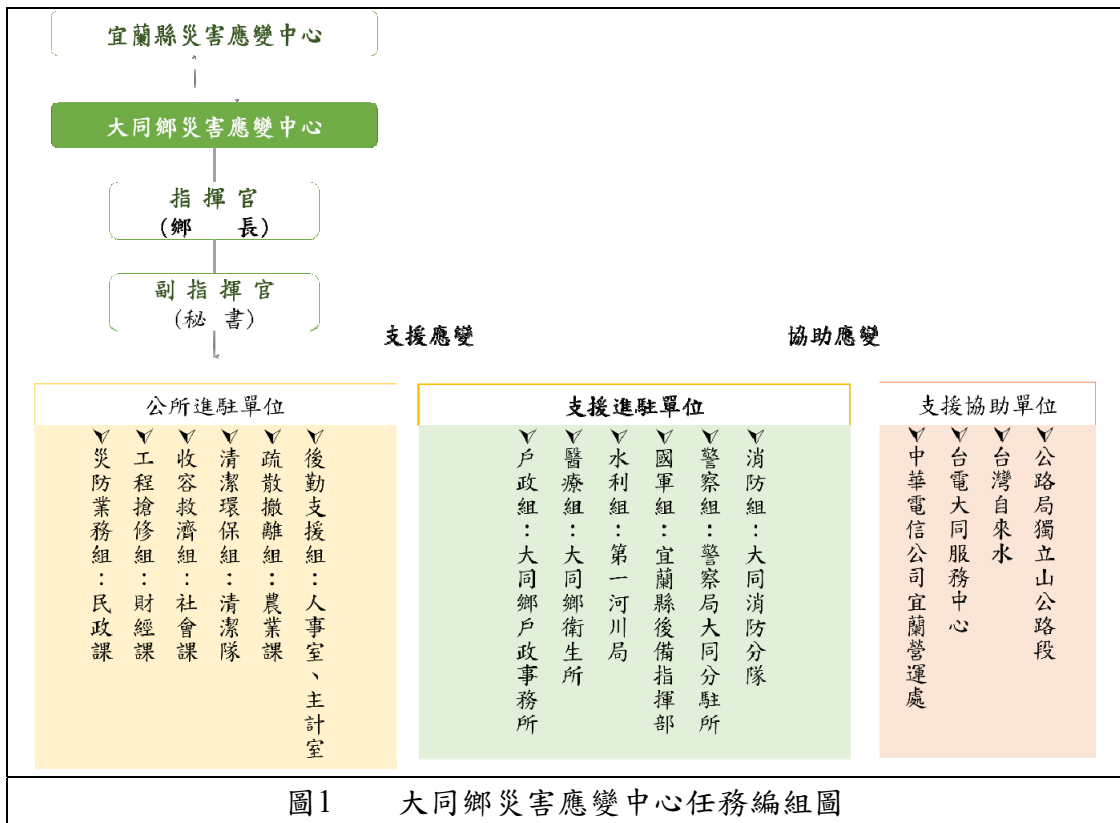 宜蘭縣災害應變中心
大同鄉災害應變中心
指揮官
(鄉 長)
副指揮官
(秘 書)
支援應變
協助應變
公所進駐單位
災防業務組：民政課
工程搶修組：財經課
收容救濟組：社會課
清潔環保組：清潔隊
疏散撤離組：農業課
後勤支援組：人事室、主計室
支援進駐單位
戶政組：大同鄉戶政事務所
醫療組：大同鄉衛生所
水利組：第一河川局
國軍組：宜蘭縣後備指揮部
警察組：警察局大同分駐所
消防組：大同消防分隊
支援協助單位
中華電信公司宜蘭營運處
台電大同服務中心
台灣自來水
公路局獨立山公路段
圖1 大同鄉災害應變中心任務編組圖